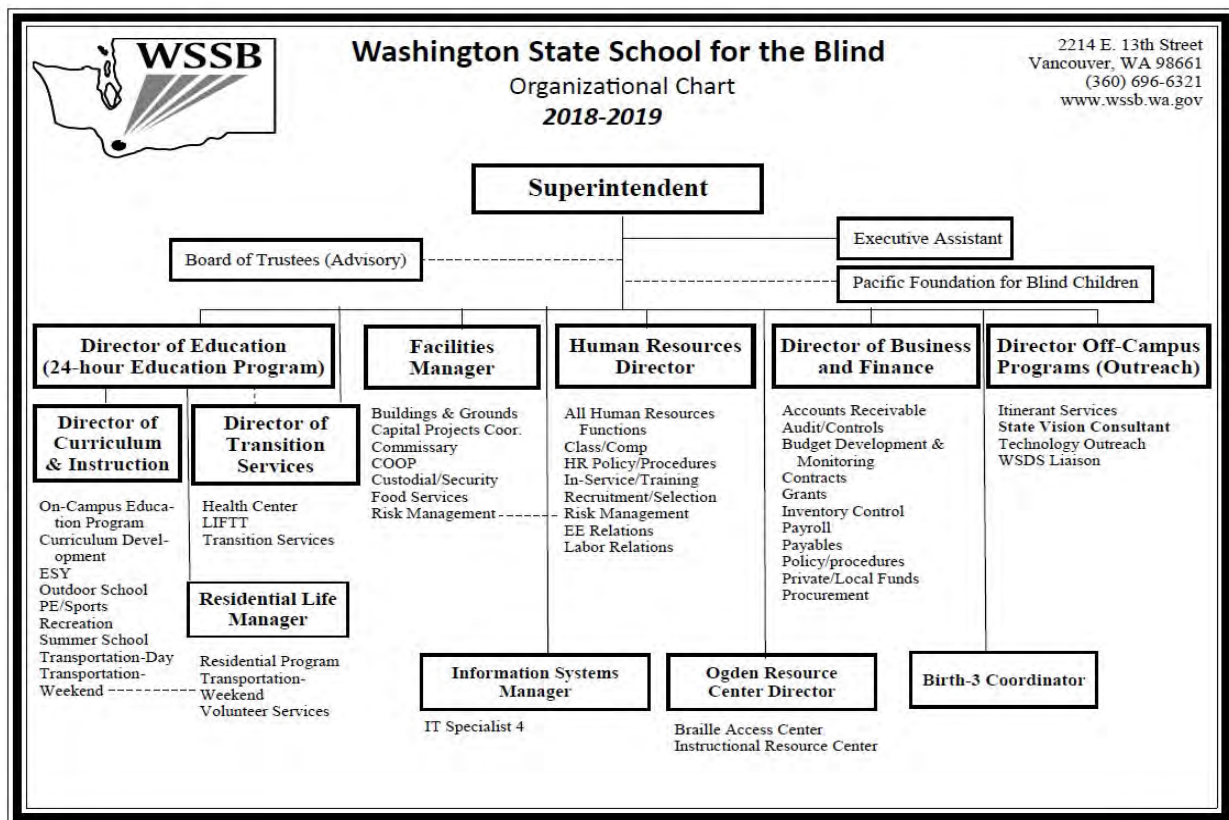 WSSB
Washington State School for the Blind
Organizational Chart
2018-2019
2214 E. 13th Street
Vancouver, WA 98661
(360) 696-6321
www.wssb.wa.gov
Superintendent
Executive Assistant
Board of Trustees (Advisory)
Pacific Foundation for Blind Children
Director of Education
(24-hour Education Program)
Facilities
Manager
Human Resources
Director
Director of Business
and Finance
Director Off-Campus
Programs (Outreach)
Director of
Curriculum
& Instruction
On-Campus Educa-
tion Program
Curriculum Devel-
opment
ESY
Outdoor School
PE/Sports
Recreation
Summer School
Transportation-Day
Transportation-
Weekend
Director of
Transition
Services
Health Center
LIFTT
Transition Services
Residential Life
Manager
Residential Program
Transportation-
Weekend
Volunteer Services
Buildings & Grounds
Capital Projects Coor.
Commissary
COOP
Custodial/Security
Food Services
Risk Management
All Human Resources
Functions
Class/Comp
HR Policy/Procedures
In-Service/Training
Recruitment/Selection
Risk Management
EE Relations
Labor Relations
Accounts Receivable
Audit/Controls
Budget Development &
Monitoring
Contracts
Grants
Inventory Control
Payroll
Payables
Policy/procedures
Private/Local Funds
Procurement
Itinerant Services
State Vision Consultant
Technology Outreach
WSDS Liaison
Information Systems
Manager
IT Specialist 4
Ogden Resource
Center Director
Braille Access Center
Instructional Resource Center
Birth-3 Coordinator